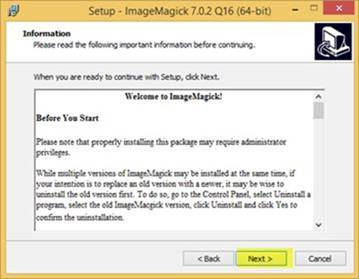 Setup - ImageMagick 7.0.2 Q16 (64-bit)
Information
Please read the following important information before continuing.
When you are ready to continue with Setup, click Next.
Welcome to ImageMagick!
Before You Start
Please note that properly installing this package may require administrator
privileges.
While multiple versions of ImageMagick may be installed at the same time, if
your intention is to replace an old version with a newer, it may be wise to
uninstall the old version first. To do so, go to the Control Panel, select Uninstall a
program, select the old ImageMagick version, click Uninstall and click Yes to
confirm the uninstallation.
< Back
Next >
Cancel